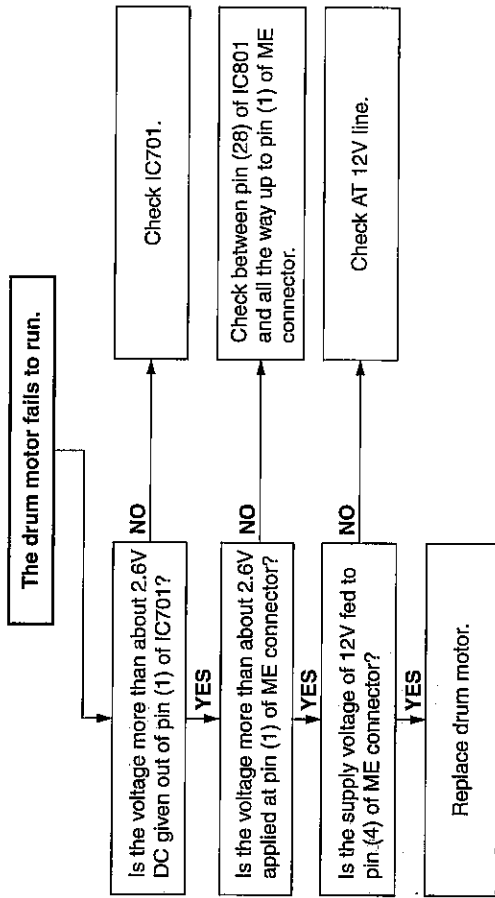 The drum motor fails to run.
Is the voltage more than about 2.6V
DC given out of pin (1) of IC701?
NO
Check IC701.
YES
Is the voltage more than about 2.6V
applied at pin (1) of ME connector?
NO
Check between pin (28) of IC801
and all the way up to pin (1) of ME
connector.
YES
Is the supply voltage of 12V fed to
pin (4) of ME connector?
NO
Check AT 12V line.
YES
Replace drum motor.